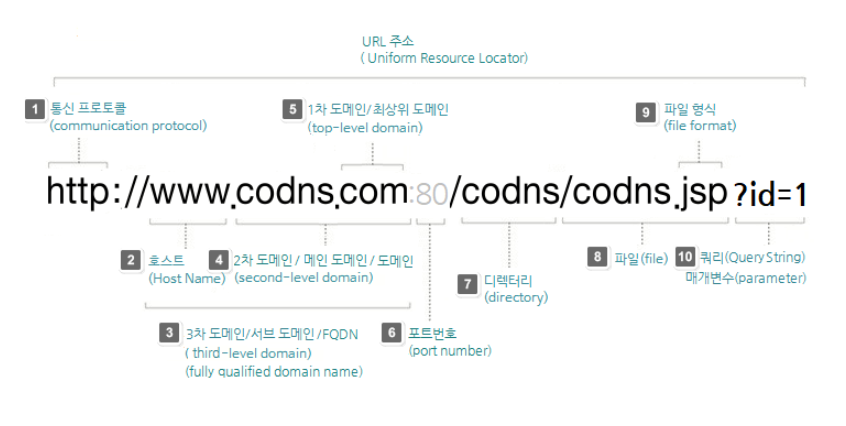 URL 주소
( Uniform Resource Locator)
1 통신 프로토콜
(communication protocol)
5 1차 도메인/최상위 도메인
(top-level domain)
9 파일 형식
(file format)
http://www.codns.com:80/codns/codns.jsp?id=1
2 호스트
(Host Name)
4 2차 도메인 / 메인 도메인 / 도메인
(second-level domain)
7 디렉터리
(directory)
8 파일(file)
10 쿼리(Query String)
매개변수(parameter)
3 3차 도메인/서브 도메인 /FQDN
( third-level domain)
(fully qualified domain name)
6 포트번호
(port number)